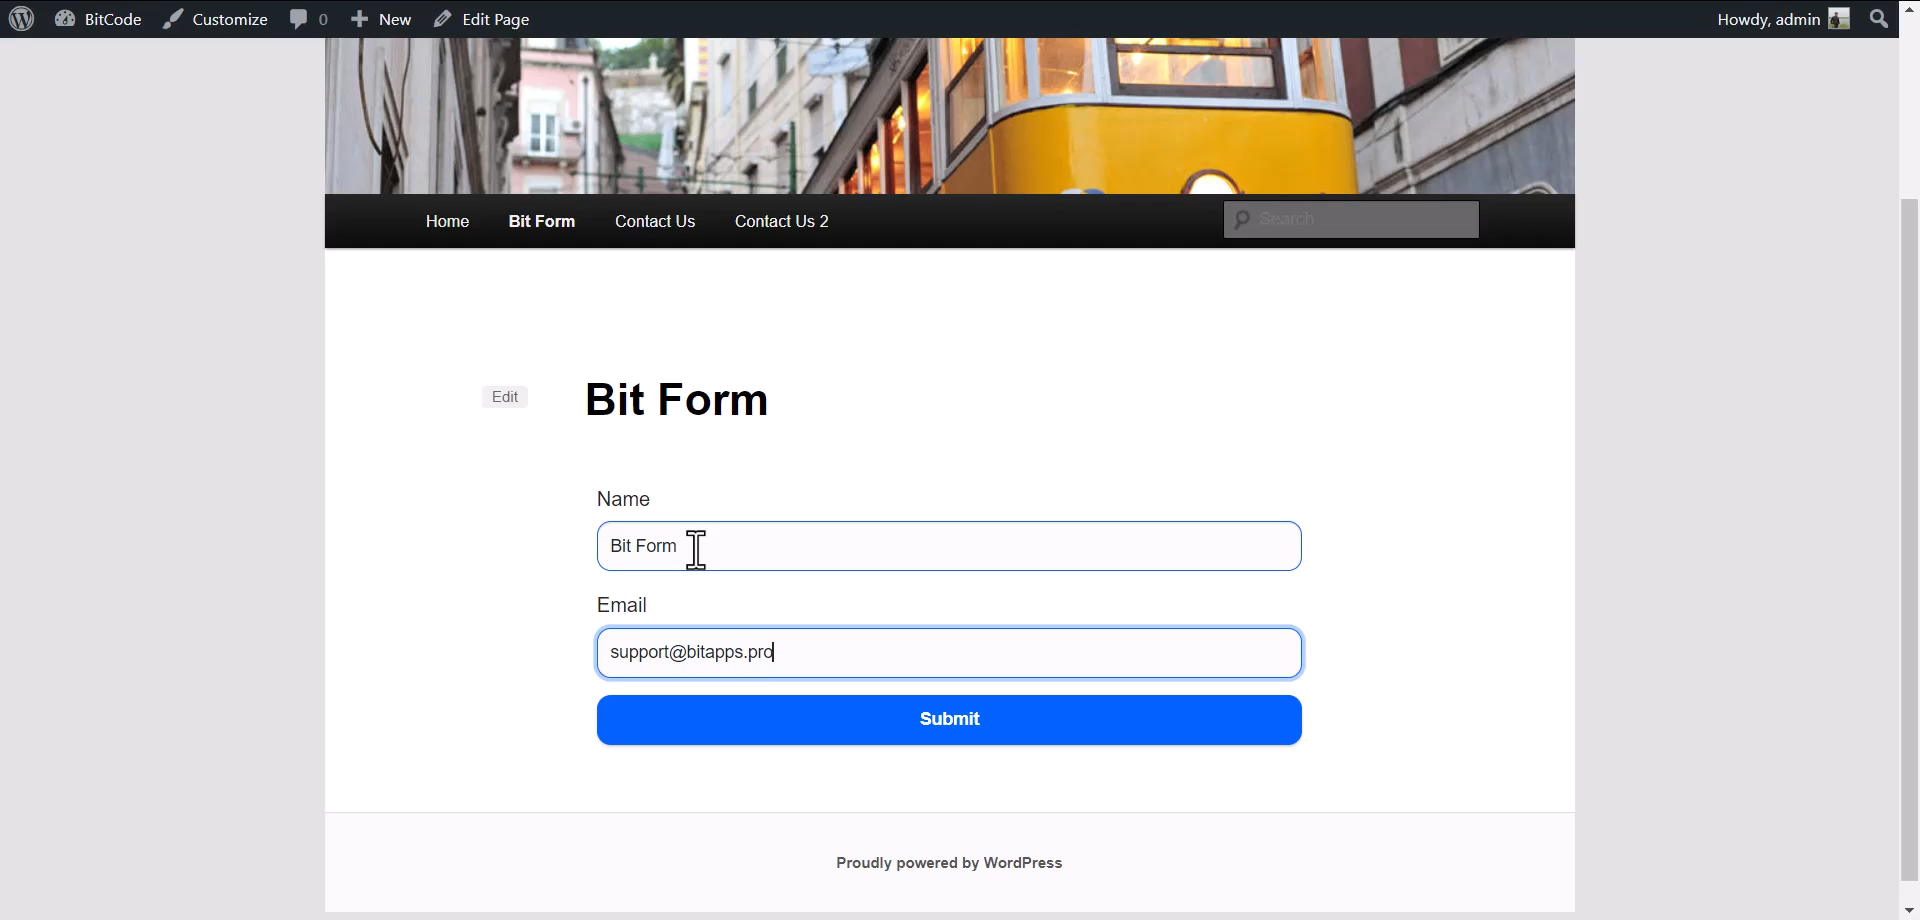 BitCode Customize 0 New Edit Page Howdy, admin
Home Bit Form Contact Us Contact Us 2 Search
Edit Bit Form
Name
Bit Form
Email
support@bitapps.pro
Submit
Proudly powered by WordPress